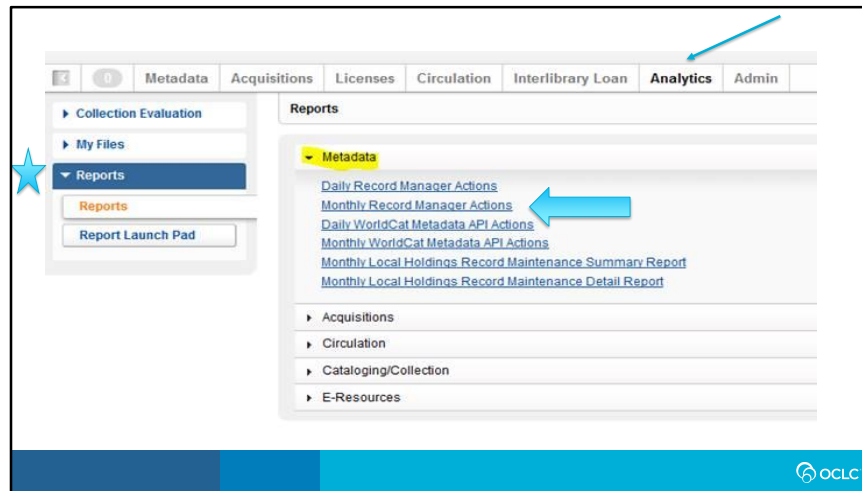 0 Metadata Acquisitions Licenses Circulation Interlibrary Loan Analytics Admin
Collection Evaluation
My Files
Reports
Reports
Report Launch Pad
Reports
Metadata
Daily Record Manager Actions
Monthly Record Manager Actions
Daily WorldCat Metadata API Actions
Monthly WorldCat Metadata API Actions
Monthly Local Holdings Record Maintenance Summary Report
Monthly Local Holdings Record Maintenance Detail Report
Acquisitions
Circulation
Cataloging/Collection
E-Resources
OCLC